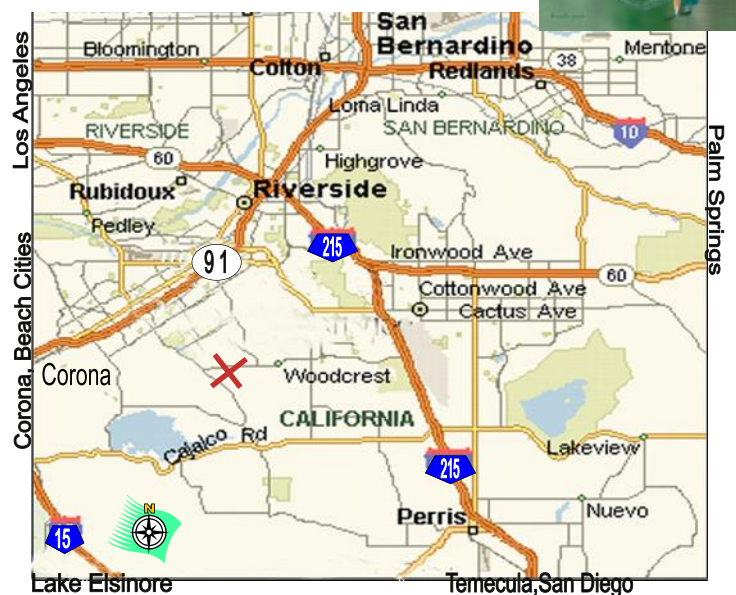 San
Bernardino
Bloomington
Mentone
38
Colton
Redlands
Los Angeles
Loma Linda
RIVERSIDE
SAN BERNARDINO
10
60
Highgrove
Palm Springs
Rubidoux
Riverside
Pedley
215
91
Ironwood Ave
60
Cottonwood Ave
Cactus Ave
Corona, Beach Cities
Corona
Woodcrest
CALIFORNIA
Cajalco Rd
Lakeview
215
N
Perris
Nuevo
15
Lake Elsinore
Temecula,San Diego